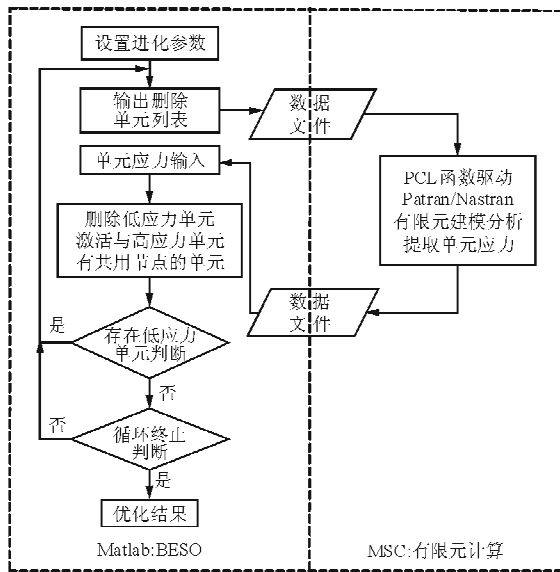 设置进化参数
输出删除
单元列表
数据
文件
单元应力输入
PCL函数驱动
Patran/Nastran
有限元建模分析
提取单元应力
删除低应力单元
激活与高应力单元
有共用节点的单元
数据
文件
是
存在低应力
单元判断
否
否
循环终止
判断
是
优化结果
Matlab:BESO
MSC:有限元计算